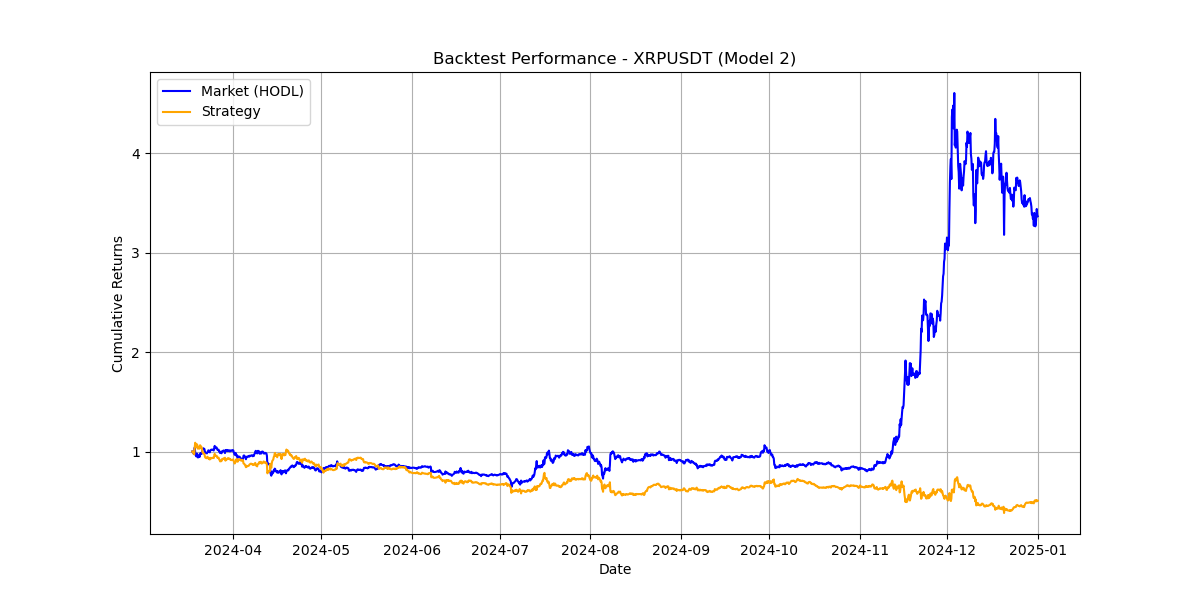 Backtest Performance - XRPUSDT (Model 2)
Market (HODL)
Strategy
Cumulative Returns
4
3
2
1
2024-04 2024-05 2024-06 2024-07 2024-08 2024-09 2024-10 2024-11 2024-12 2025-01
Date